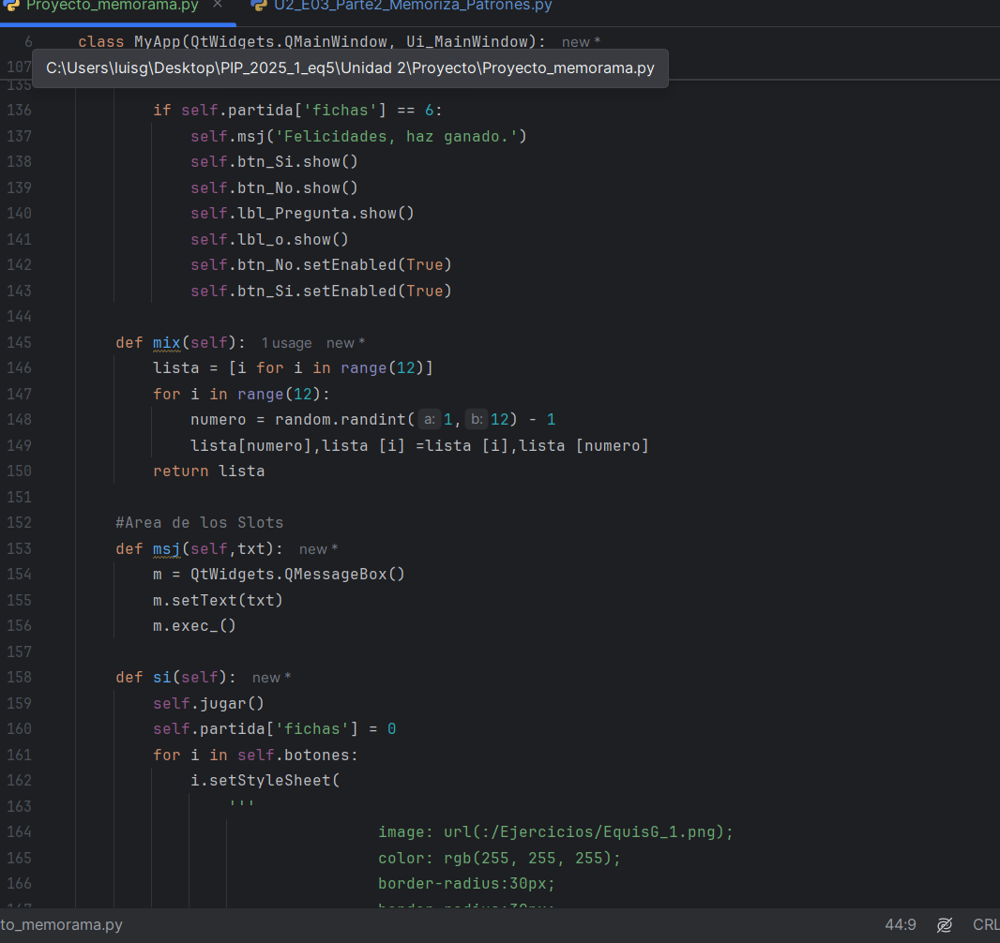 Proyecto_memorama.py × U2_E03_Parte2_Memoriza_Patrones.py
6 class MyApp(QtWidgets.QMainWindow, Ui_MainWindow): new *
107 C:\Users\luisg\Desktop\PIP_2025_1_eq5\Unidad 2\Proyecto\Proyecto_memorama.py
135
136 if self.partida['fichas'] == 6:
137 self.msj('Felicidades, haz ganado.')
138 self.btn_Si.show()
139 self.btn_No.show()
140 self.lbl_Pregunta.show()
141 self.lbl_o.show()
142 self.btn_No.setEnabled(True)
143 self.btn_Si.setEnabled(True)
144
145 def mix(self): 1 usage new *
146 lista = [i for i in range(12)]
147 for i in range(12):
148 numero = random.randint( a: 1, b: 12) - 1
149 lista[numero],lista [i] =lista [i],lista [numero]
150 return lista
151
152 #Area de los Slots
153 def msj(self,txt): new *
154 m = QtWidgets.QMessageBox()
155 m.setText(txt)
156 m.exec_()
157
158 def si(self): new *
159 self.jugar()
160 self.partida['fichas'] = 0
161 for i in self.botones:
162 i.setStyleSheet(
163 '''
164 image: url(:/Ejercicios/EquisG_1.png);
165 color: rgb(255, 255, 255);
166 border-radius:30px;
167 border-radius:30px;
to_memorama.py 44:9 CRL